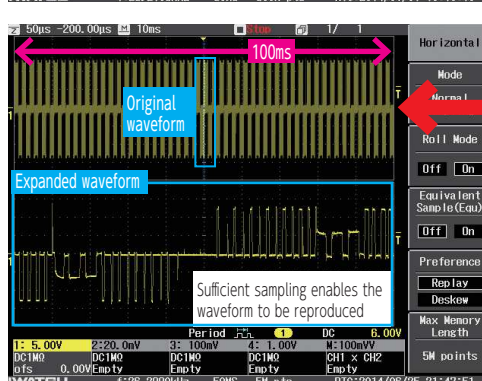 Z 50µs -200.00µs M 10ms Stop 1/ 1
Horizontal
100ms
Mode
Normal
T
Original
waveform
1
Roll Mode
Off On
Expanded waveform
Equivalent
Sample(Equ)
Off On
T
Preference
Replay
Deskew
Sufficient sampling enables the
waveform to be reproduced
Max Memory
Length
5M points
Period 1 DC 6.00V
1: 5.00V 2:20.0mV 3: 100mV 4: 1.00V M:100mVV
DC1MΩ DC1MΩ DC1MΩ DC1MΩ CH1 × CH2
ofs 0.00V Empty Empty Empty Empty